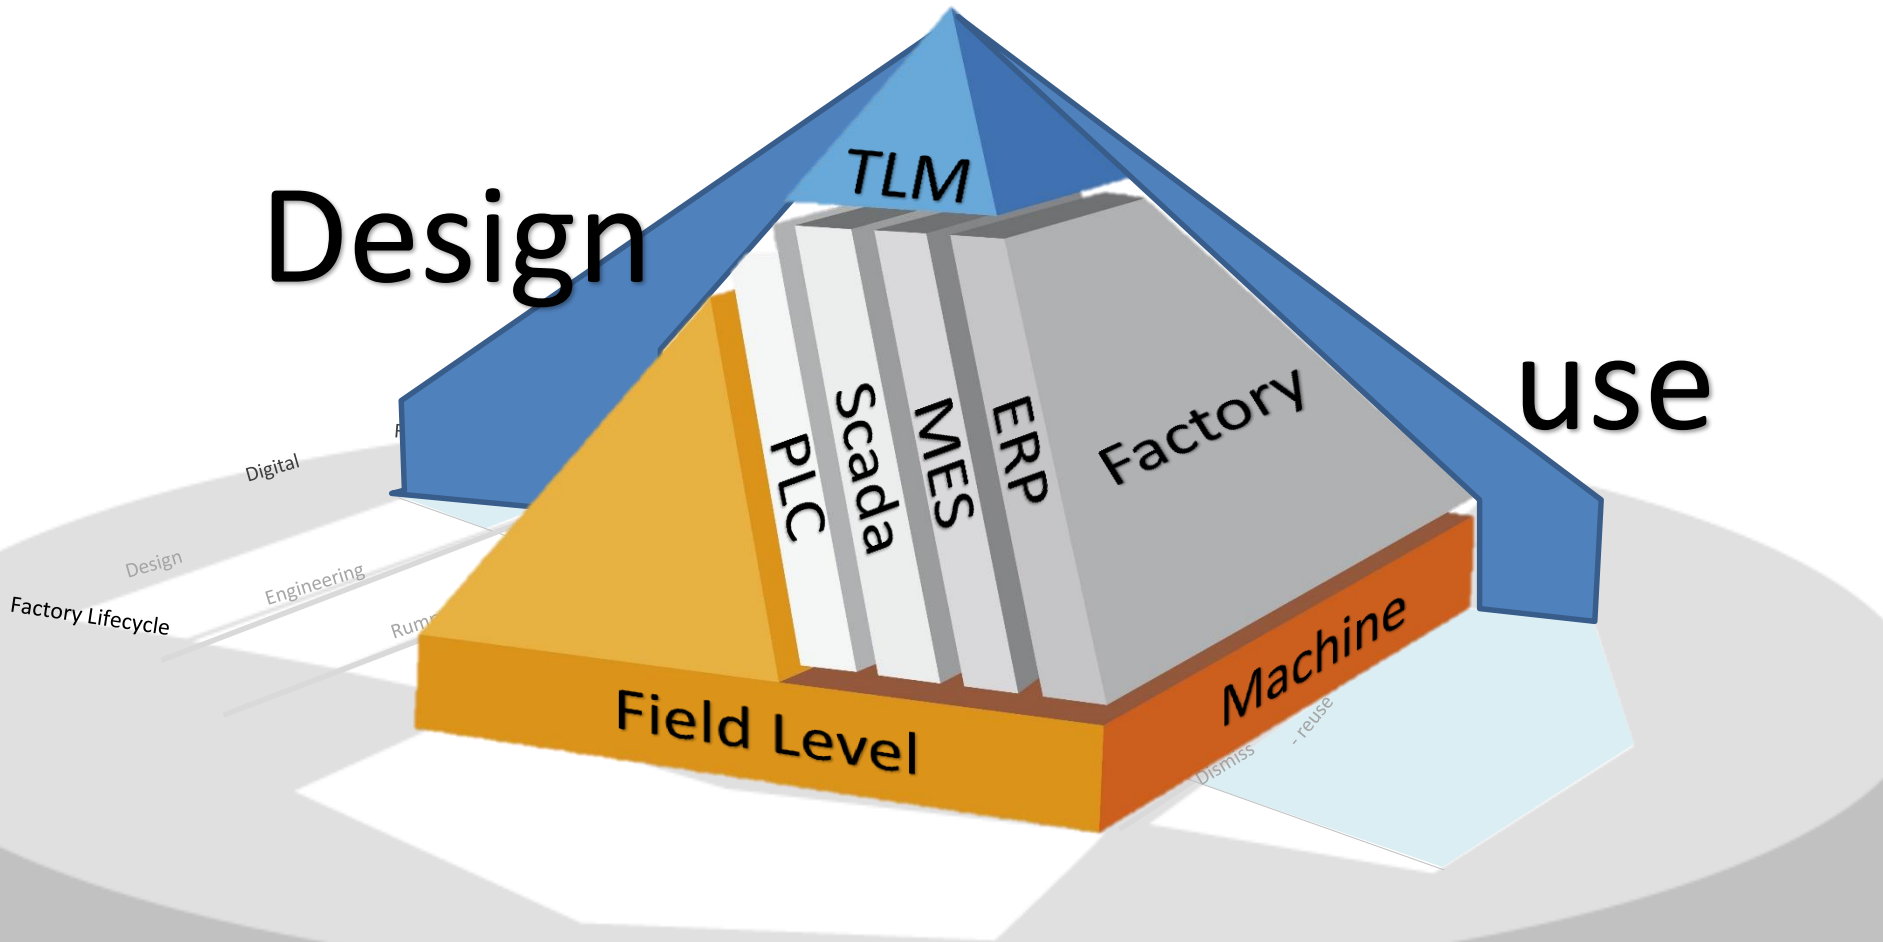 TLM
Design
use
PLC
Scada
MES
ERP
Factory
Digital
Design
Engineering
Factory Lifecycle
Machine
Field Level
Dismiss
- reuse